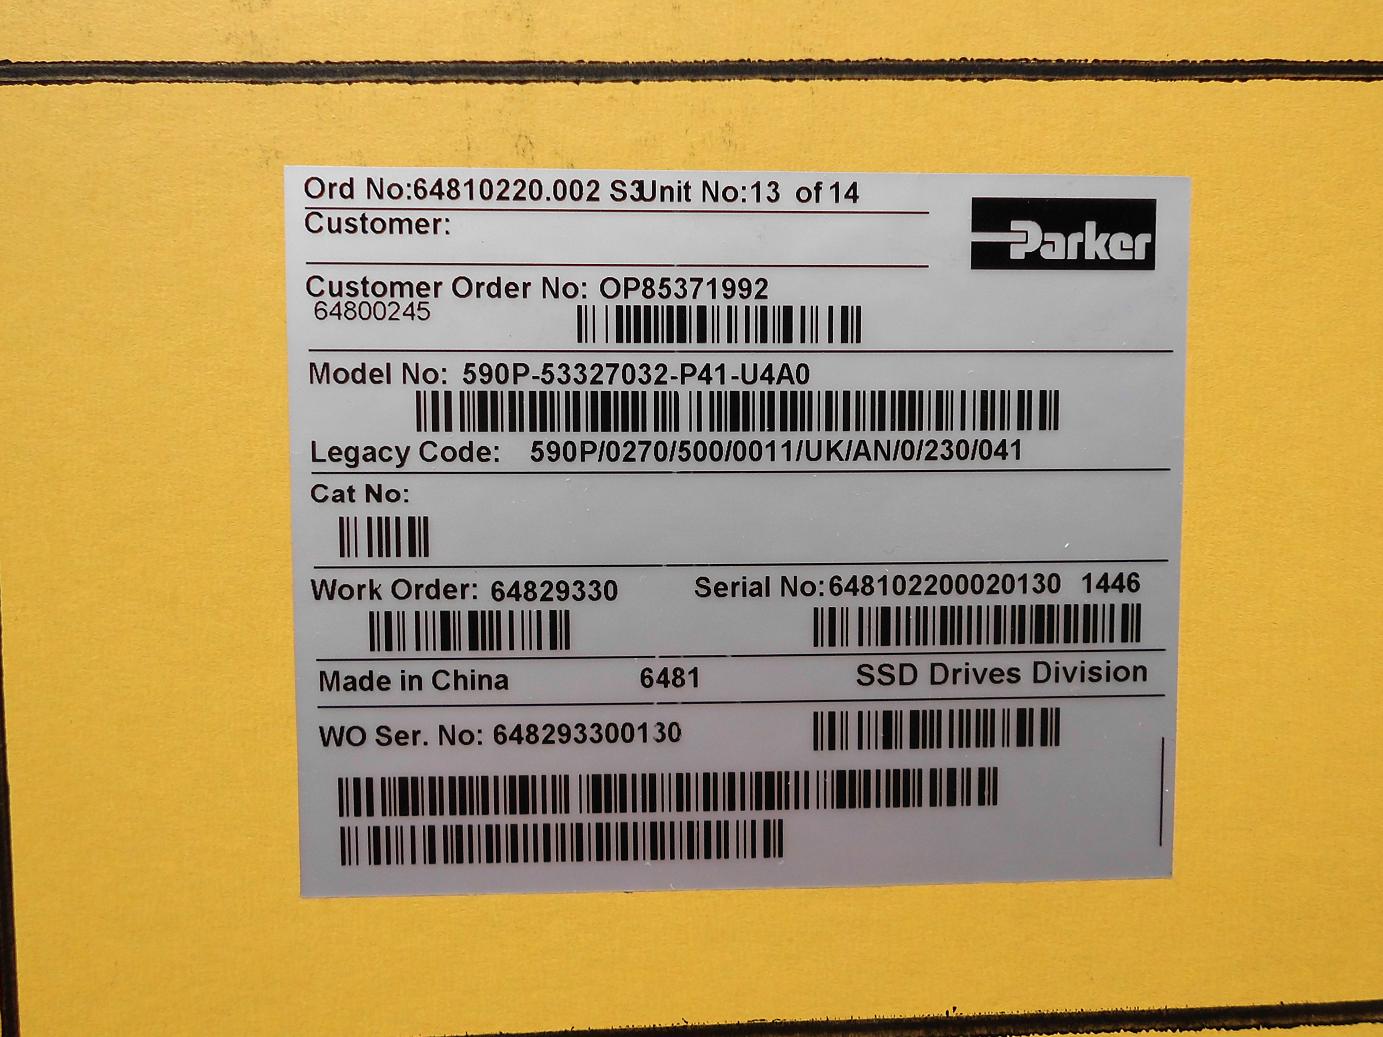 Ord No:64810220.002 S3Unit No:13 of 14
Parker
Customer:
Customer Order No: OP85371992
64800245
Model No: 590P-53327032-P41-U4A0
Legacy Code: 590P/0270/500/0011/UK/AN/0/230/041
Cat No:
Work Order: 64829330 Serial No:648102200020130 1446
Made in China 6481 SSD Drives Division
WO Ser. No: 648293300130